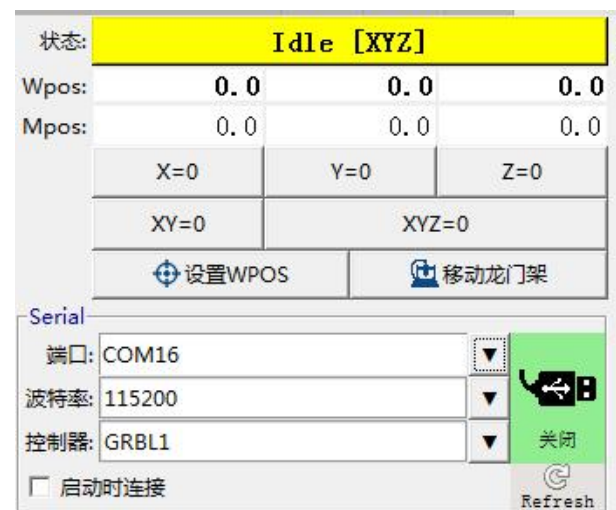 状态: Idle [XYZ]
Wpos: 0.0 0.0 0.0
Mpos: 0.0 0.0 0.0
X=0 Y=0 Z=0
XY=0 XYZ=0
设置WPOS 移动龙门架
Serial
端口: COM16
波特率: 115200
控制器: GRBL1
关闭
启动时连接
Refresh